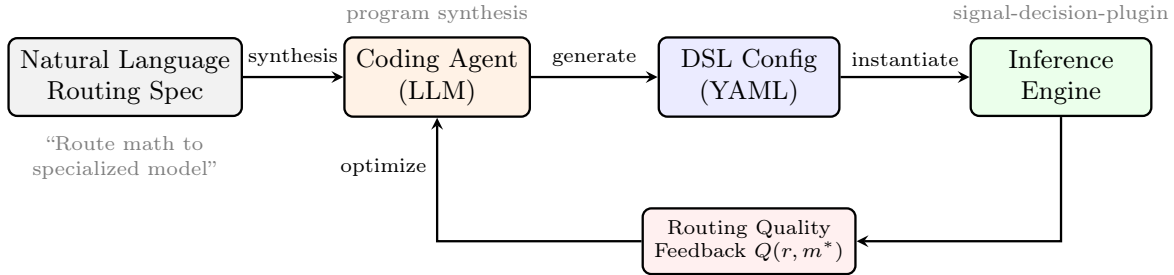 program synthesis
signal-decision-plugin
Natural Language
Routing Spec
synthesis
Coding Agent
(LLM)
generate
DSL Config
(YAML)
instantiate
Inference
Engine
“Route math to
specialized model”
optimize
Routing Quality
Feedback Q(r, m*)